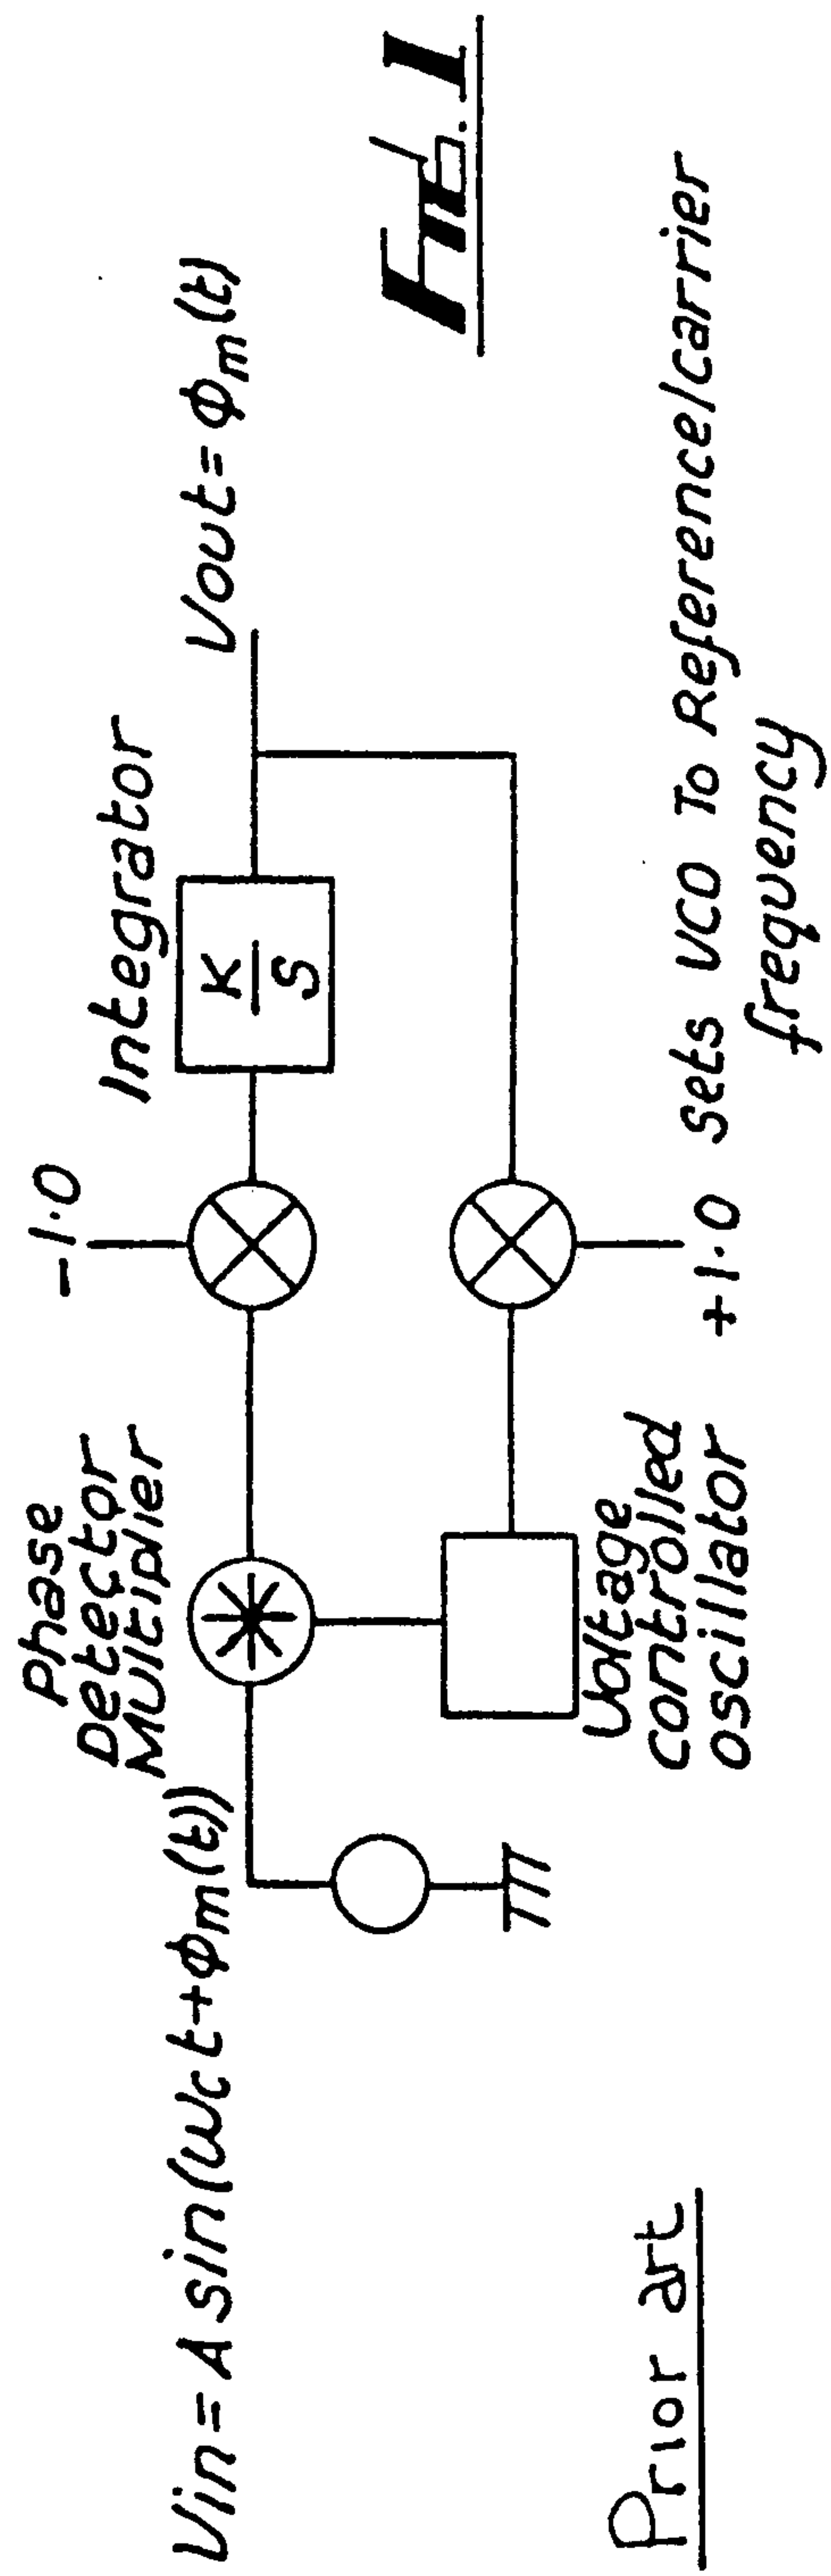 Vin = A sin(ωc t + Φm(t))
Phase
Detector
Multiplier
-1.0
Integrator
K
S
Vout = Φm(t)
Voltage
controlled
oscillator
+1.0 Sets VCO To Reference/carrier
frequency
Prior art
Fig. 1